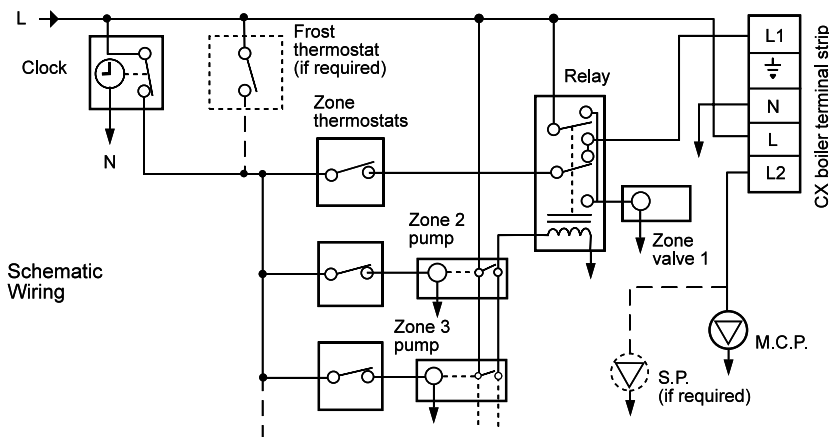 L
Clock
N
Frost
thermostat
(if required)
Zone
thermostats
Relay
L1
N
L
L2
CX boiler terminal strip
Zone 2
pump
Zone
valve 1
Schematic
Wiring
Zone 3
pump
M.C.P.
S.P.
(if required)